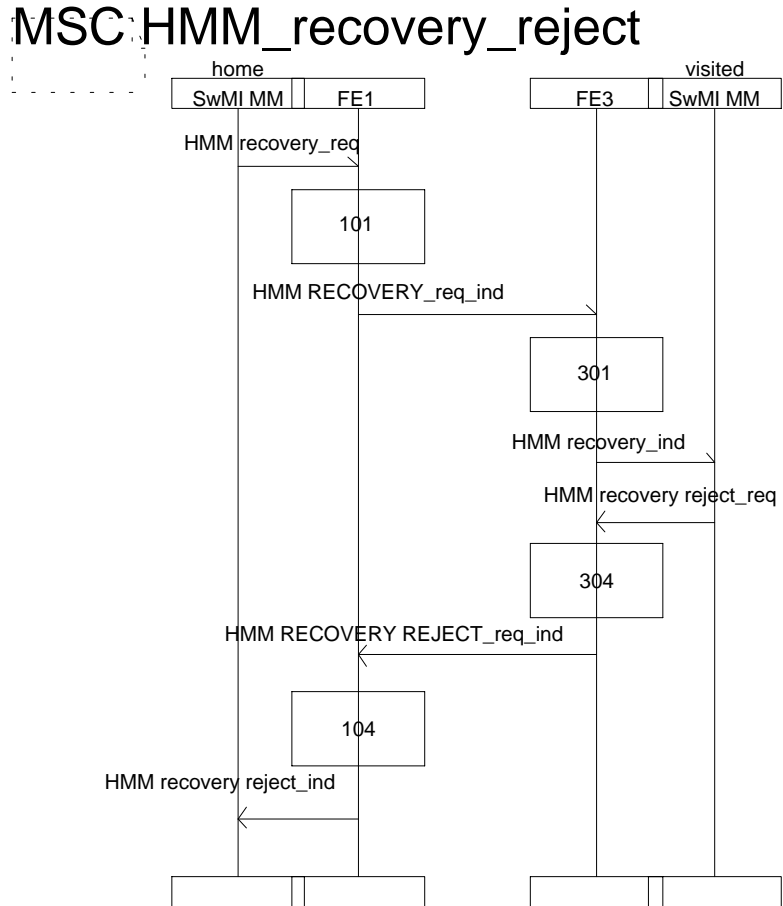 MSC HMM_recovery_reject
home
visited
SwMI MM
FE1
FE3
SwMI MM
HMM recovery_req
101
HMM RECOVERY_req_ind
301
HMM recovery_ind
HMM recovery reject_req
304
HMM RECOVERY REJECT_req_ind
104
HMM recovery reject_ind